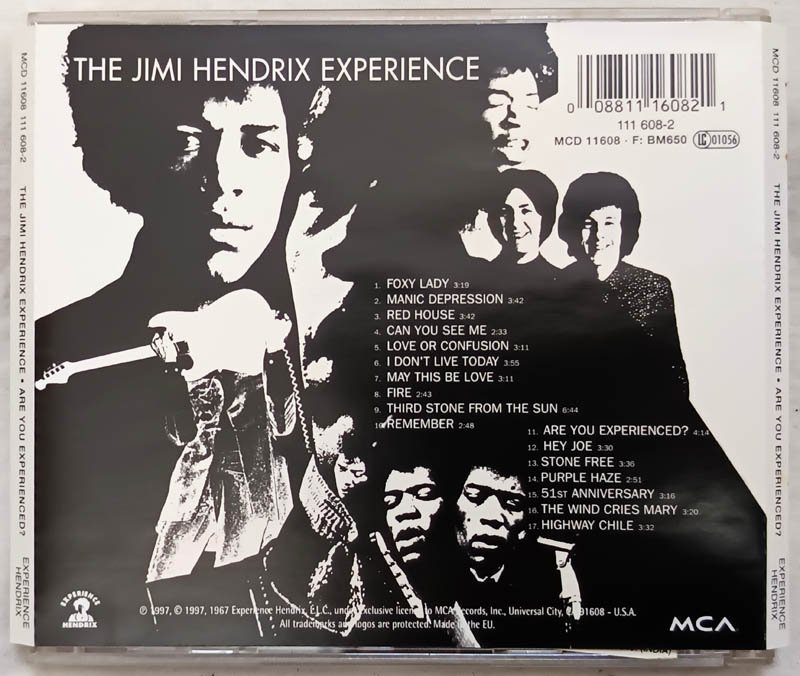 THE JIMI HENDRIX EXPERIENCE
0 08811 16082 1
111 608-2
MCD 11608 · F: BM650 LC 01056
1. FOXY LADY 3:19
2. MANIC DEPRESSION 3:42
3. RED HOUSE 3:42
4. CAN YOU SEE ME 2:33
5. LOVE OR CONFUSION 3:11
6. I DON'T LIVE TODAY 3:55
7. MAY THIS BE LOVE 3:11
8. FIRE 2:43
9. THIRD STONE FROM THE SUN 6:44
10. REMEMBER 2:48
11. ARE YOU EXPERIENCED? 4:14
12. HEY JOE 3:30
13. STONE FREE 3:36
14. PURPLE HAZE 2:51
15. 51ST ANNIVERSARY 3:16
16. THE WIND CRIES MARY 3:20
17. HIGHWAY CHILE 3:32
EXPERIENCE
HENDRIX
℗ 1997, © 1997, 1967 Experience Hendrix, L.L.C., under exclusive license to MCA Records, Inc., Universal City, CA 91608 - U.S.A.
All trademarks and logos are protected. Made in the EU.
MCA
MCD 11608 111 608-2
THE JIMI HENDRIX EXPERIENCE • ARE YOU EXPERIENCED?
EXPERIENCE
HENDRIX
MCD 11608 111 608-2
THE JIMI HENDRIX EXPERIENCE • ARE YOU EXPERIENCED?
EXPERIENCE
HENDRIX
(INDIA)